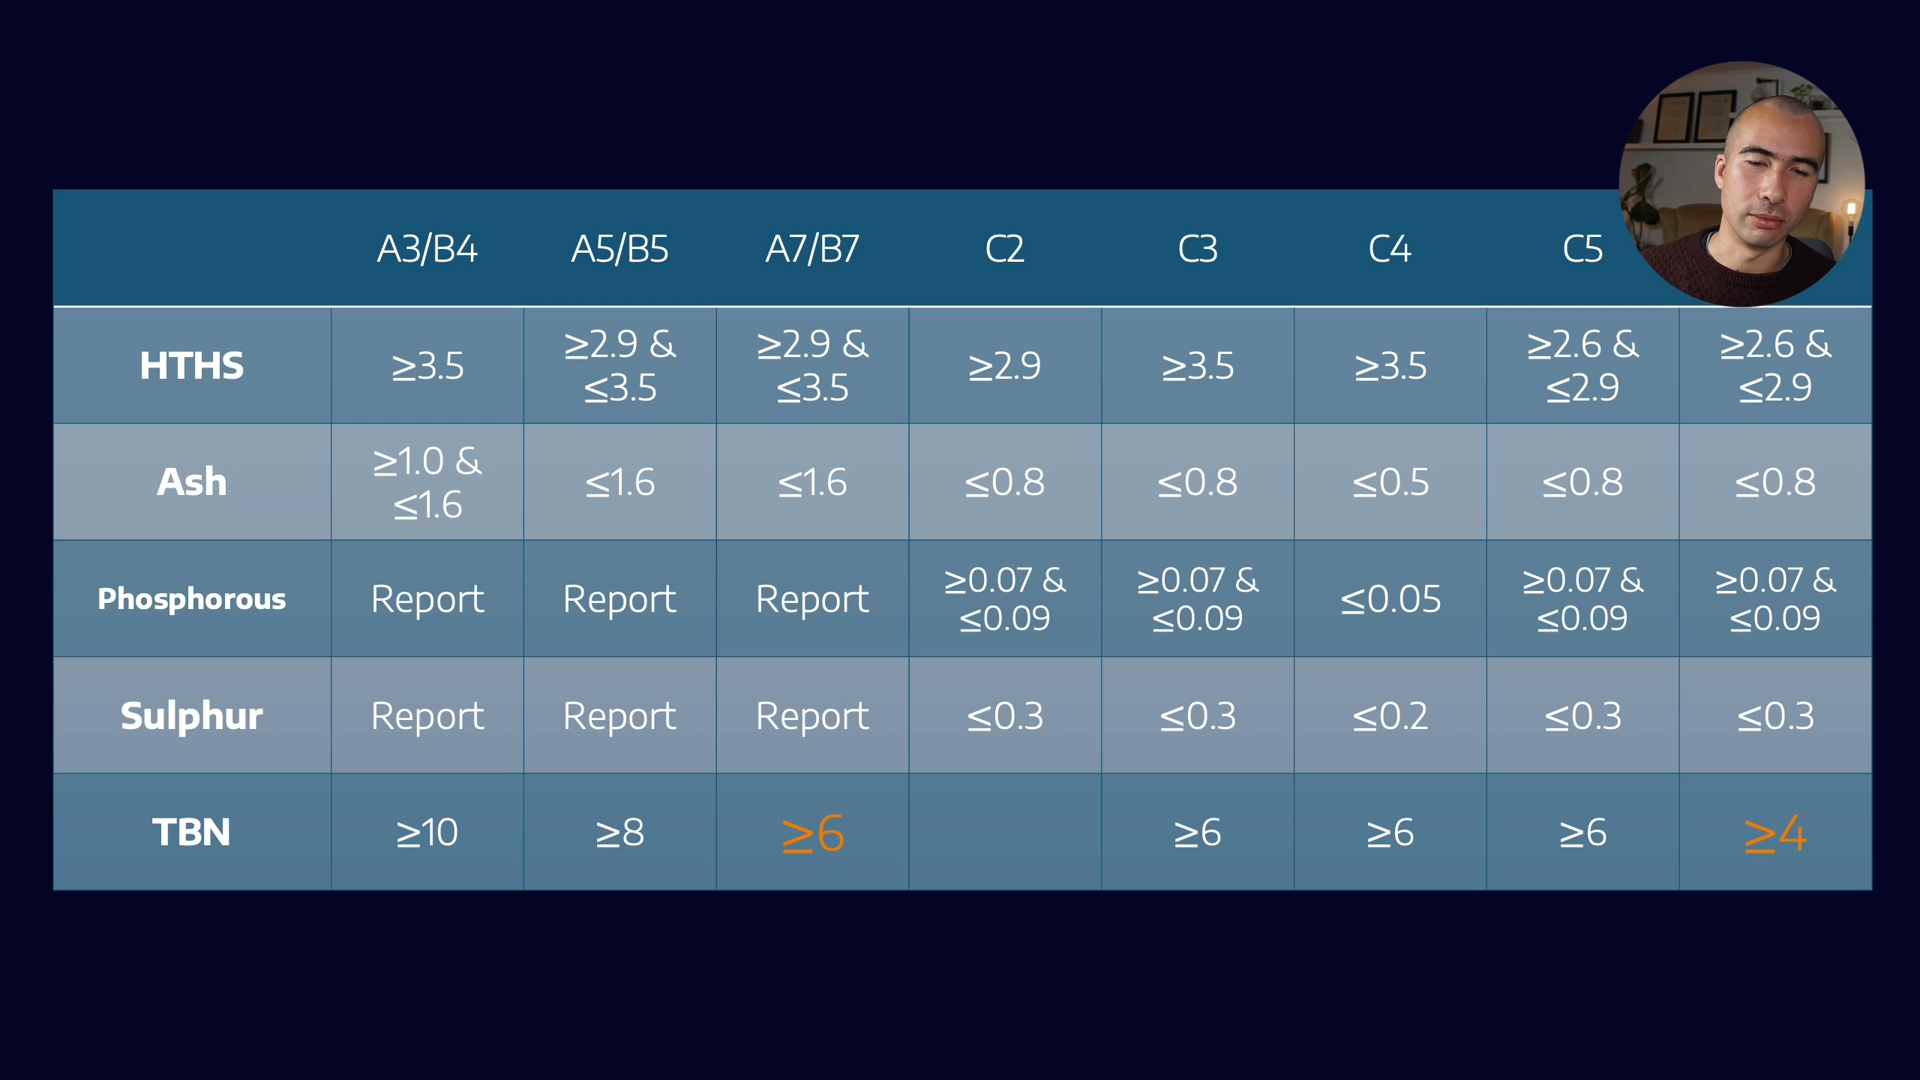 A3/B4 A5/B5 A7/B7 C2 C3 C4 C5
HTHS ≥3.5 ≥2.9 & ≤3.5 ≥2.9 & ≤3.5 ≥2.9 ≥3.5 ≥3.5 ≥2.6 & ≤2.9 ≥2.6 & ≤2.9
Ash ≥1.0 & ≤1.6 ≤1.6 ≤1.6 ≤0.8 ≤0.8 ≤0.5 ≤0.8 ≤0.8
Phosphorous Report Report Report ≥0.07 & ≤0.09 ≥0.07 & ≤0.09 ≤0.05 ≥0.07 & ≤0.09 ≥0.07 & ≤0.09
Sulphur Report Report Report ≤0.3 ≤0.3 ≤0.2 ≤0.3 ≤0.3
TBN ≥10 ≥8 ≥6 ≥6 ≥6 ≥6 ≥4